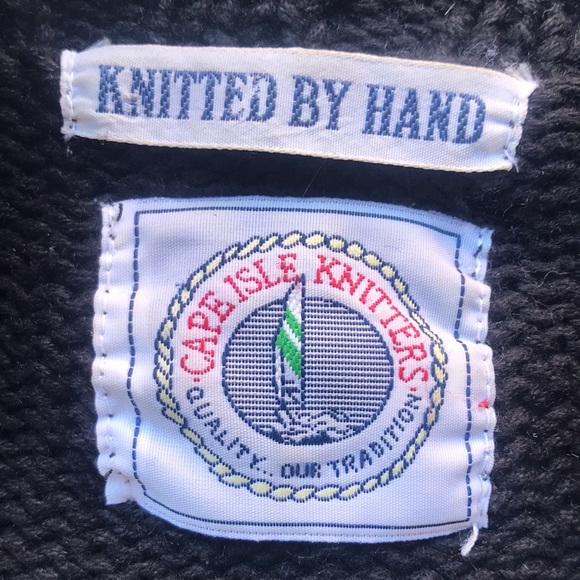 KNITTED BY HAND
·CAPE ISLE KNITTERS·
QUALITY... OUR TRADITION